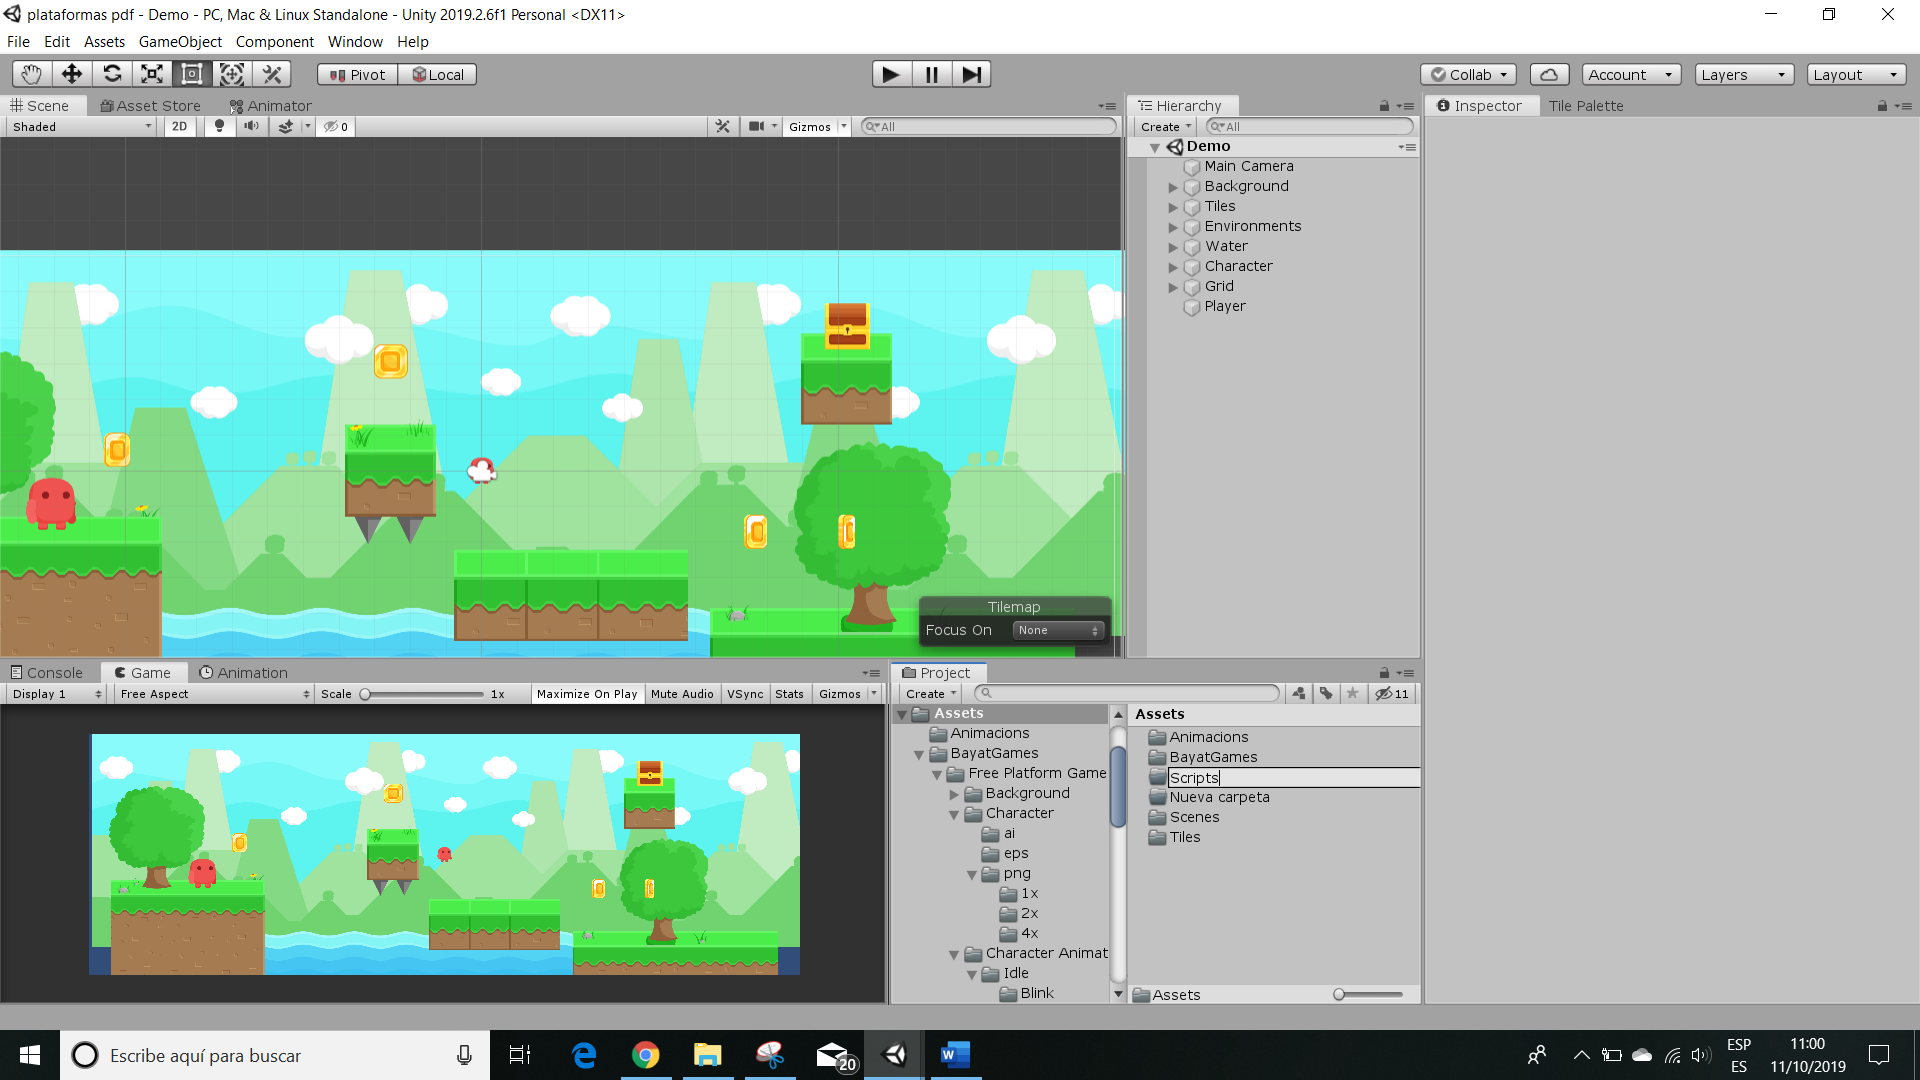 plataformas pdf - Demo - PC, Mac & Linux Standalone - Unity 2019.2.6f1 Personal <DX11>
File Edit Assets GameObject Component Window Help
Pivot Local Collab Account Layers Layout
Scene Asset Store Animator
Shaded 2D 0 Gizmos All
Hierarchy
Create All
Demo
Main Camera
Background
Tiles
Environments
Water
Character
Grid
Player
Inspector Tile Palette
Tilemap
Focus On None
Console Game Animation
Display 1 Free Aspect Scale 1x Maximize On Play Mute Audio VSync Stats Gizmos
Project
Create 11
Assets
Animacions
BayatGames
Free Platform Game
Background
Character
ai
eps
png
1x
2x
4x
Character Animat
Idle
Blink
Assets
Animacions
BayatGames
Scripts
Nueva carpeta
Scenes
Tiles
Assets
Escribe aquí para buscar
20
ESP
ES
11:00
11/10/2019